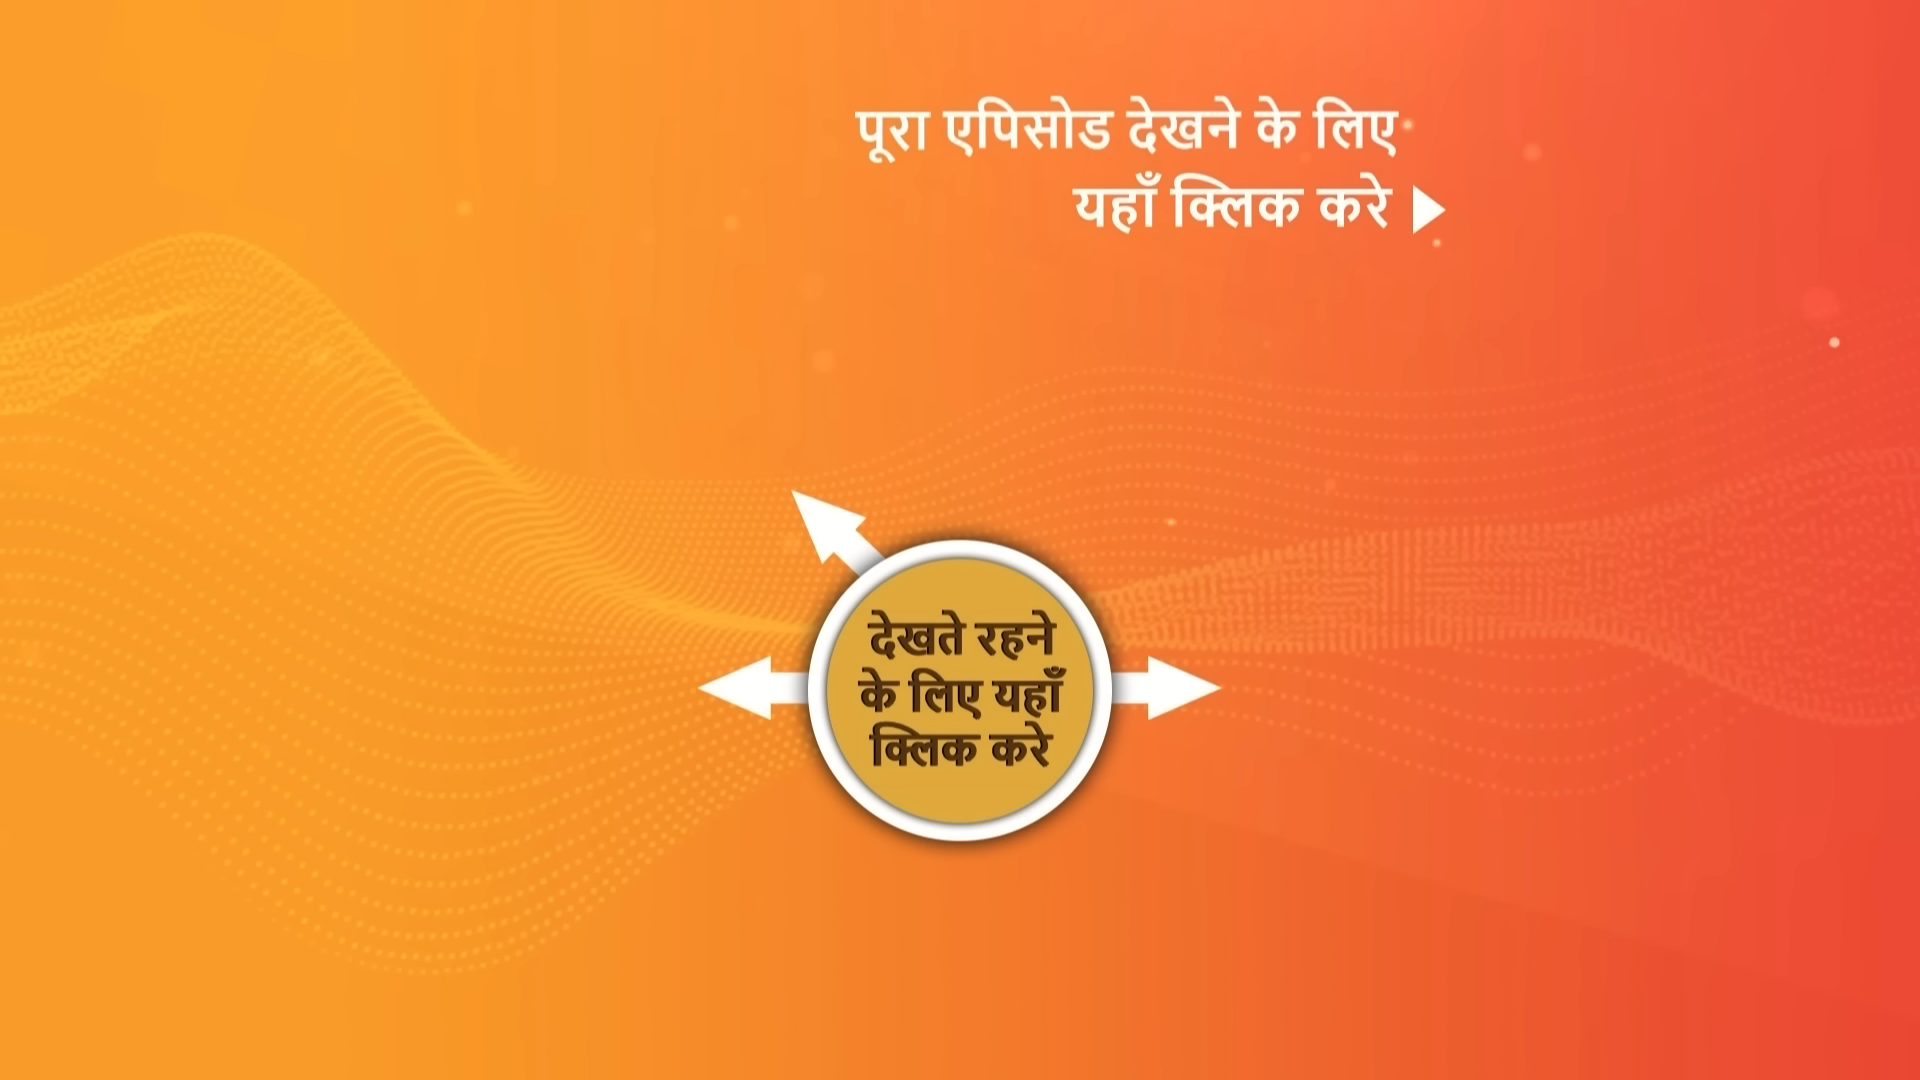 पूरा एपिसोड देखने के लिए
यहाँ क्लिक करे
देखते रहने
के लिए यहाँ
क्लिक करे